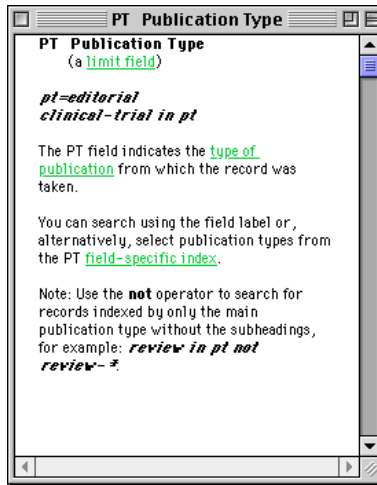 PT Publication Type
PT Publication Type
(a limit field)
pt=editorial
clinical-trial in pt
The PT field indicates the type of
publication from which the record was
taken.
You can search using the field label or,
alternatively, select publication types from
the PT field-specific index.
Note: Use the not operator to search for
records indexed by only the main
publication type without the subheadings,
for example: review in pt not
review-*.